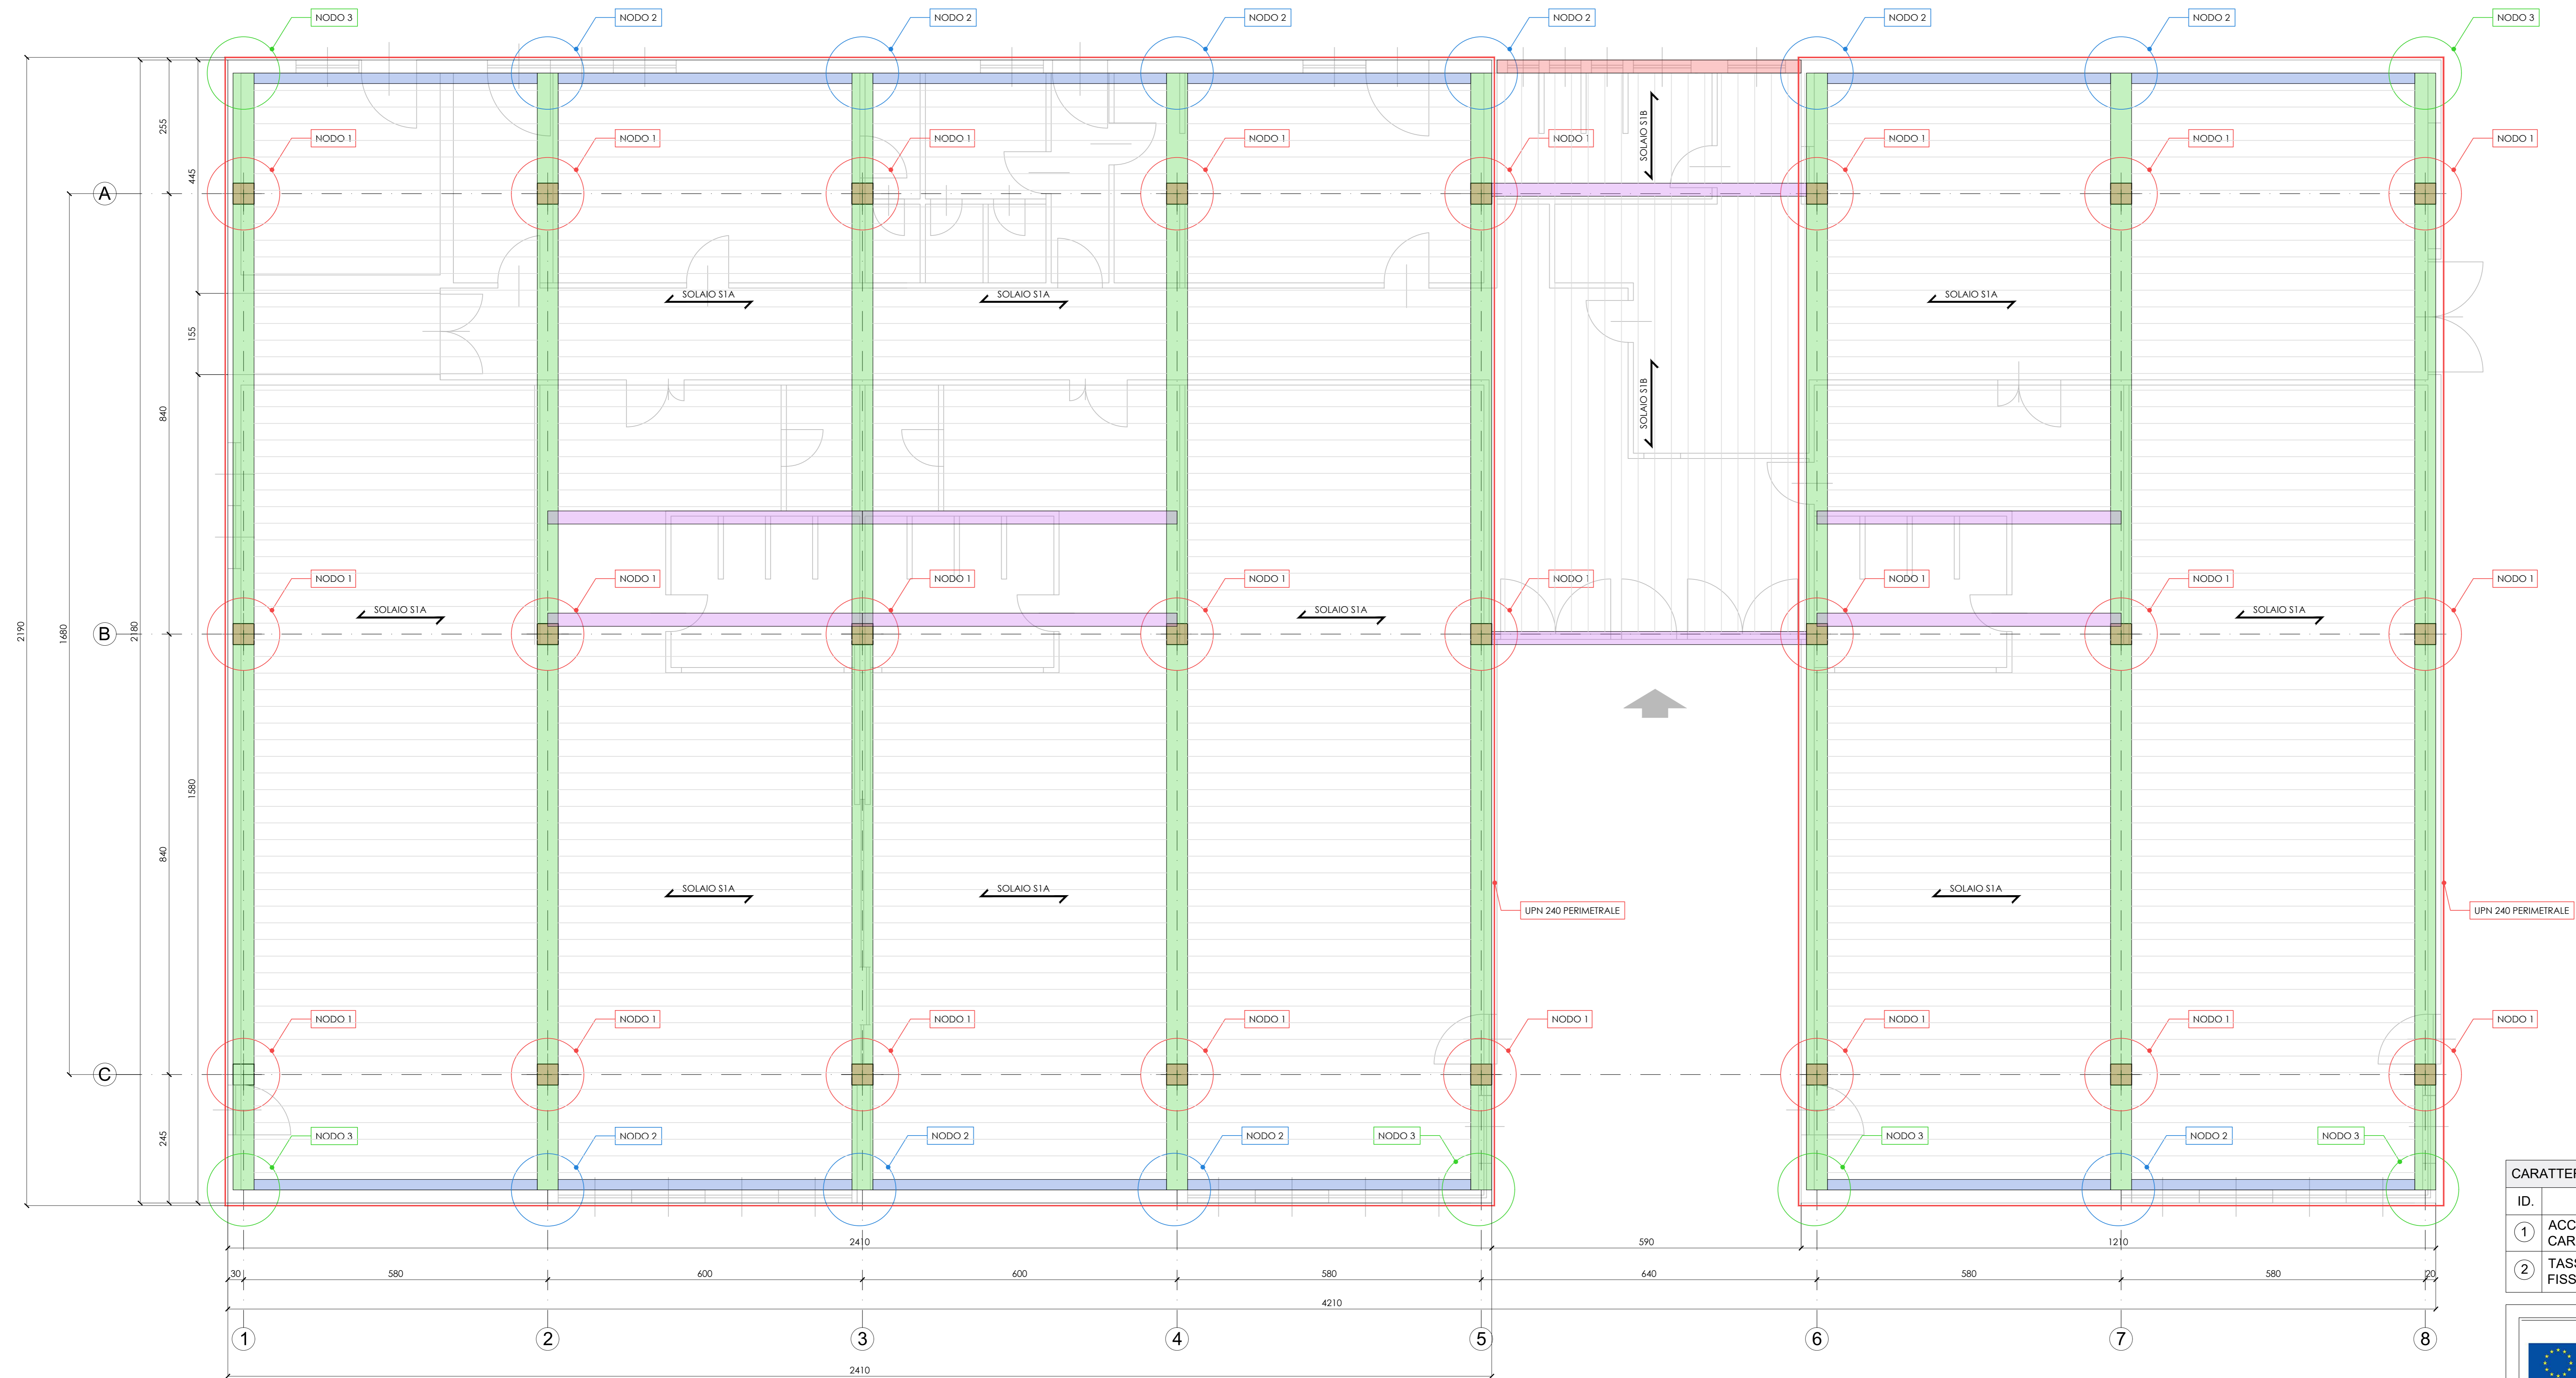 NODO 3
NODO 2
NODO 2
NODO 2
NODO 2
NODO 2
NODO 2
NODO 3
255
NODO 1
NODO 1
NODO 1
NODO 1
NODO 1
SOLAIO S1B
NODO 1
NODO 1
NODO 1
445
A
SOLAIO S1A
SOLAIO S1A
SOLAIO S1A
155
840
SOLAIO S1B
NODO 1
NODO 1
NODO 1
NODO 1
NODO 1
NODO 1
NODO 1
NODO 1
SOLAIO S1A
SOLAIO S1A
SOLAIO S1A
2190
1680
B
2180
1580
840
SOLAIO S1A
SOLAIO S1A
SOLAIO S1A
UPN 240 PERIMETRALE
UPN 240 PERIMETRALE
NODO 1
NODO 1
NODO 1
NODO 1
NODO 1
NODO 1
NODO 1
NODO 1
C
245
NODO 3
NODO 2
NODO 2
NODO 2
NODO 3
NODO 3
NODO 2
NODO 3
2410
590
1210
30
580
600
600
580
640
580
580
20
4210
1
2
3
4
5
6
7
8
2410
CARATTER
ID.
1
ACC
CAR
2
TASS
FISS